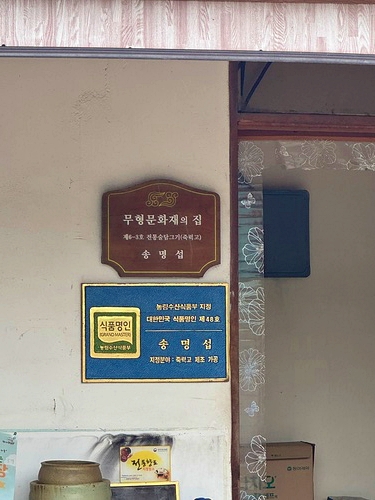 무형문화재의 집
제6-3호 전통술담그기(죽력고)
송명섭
농림수산식품부 지정
대한민국 식품명인 제48호
송명섭
지정분야 : 죽력고 제조 가공
식품명인
GRAND MASTER
농림수산식품부